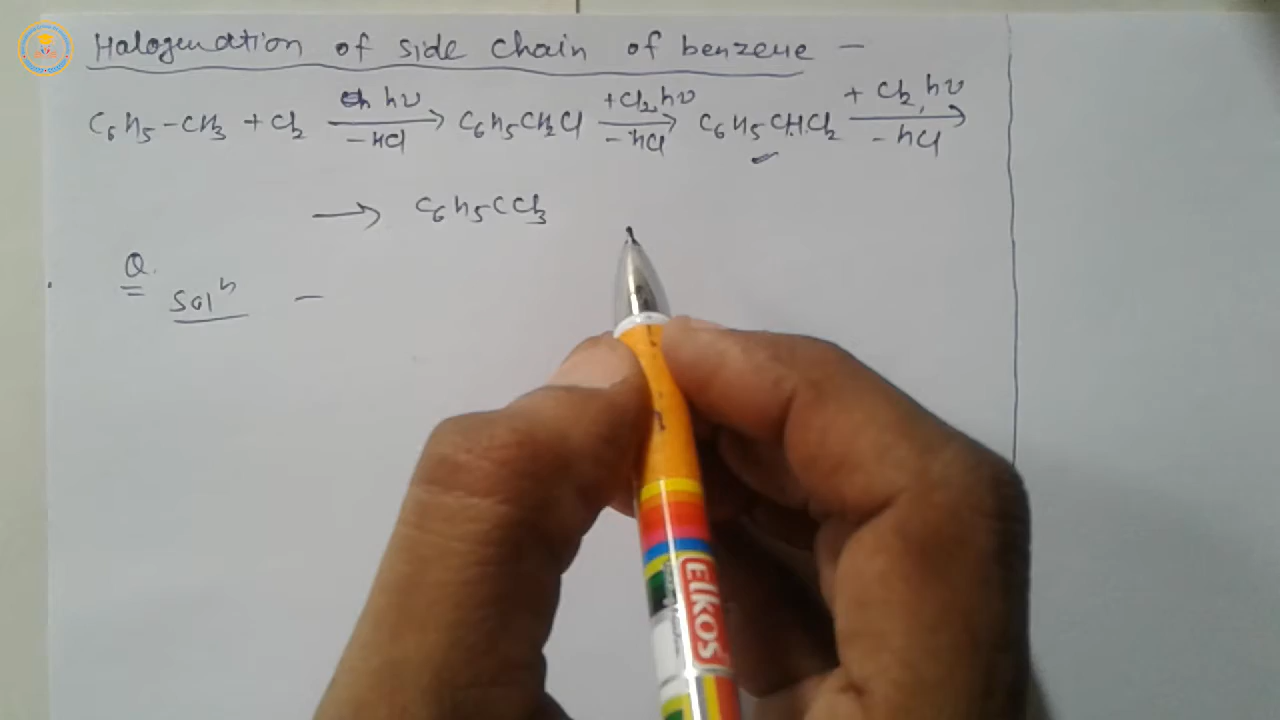 Halogenation of side chain of benzene -
C6H5-CH3 + Cl2 hν → -HCl C6H5CH2Cl +Cl2, hν → -HCl C6H5CHCl2 + Cl2, hν → -HCl
→ C6H5CCl3
Q.
Solⁿ -
ELKOS